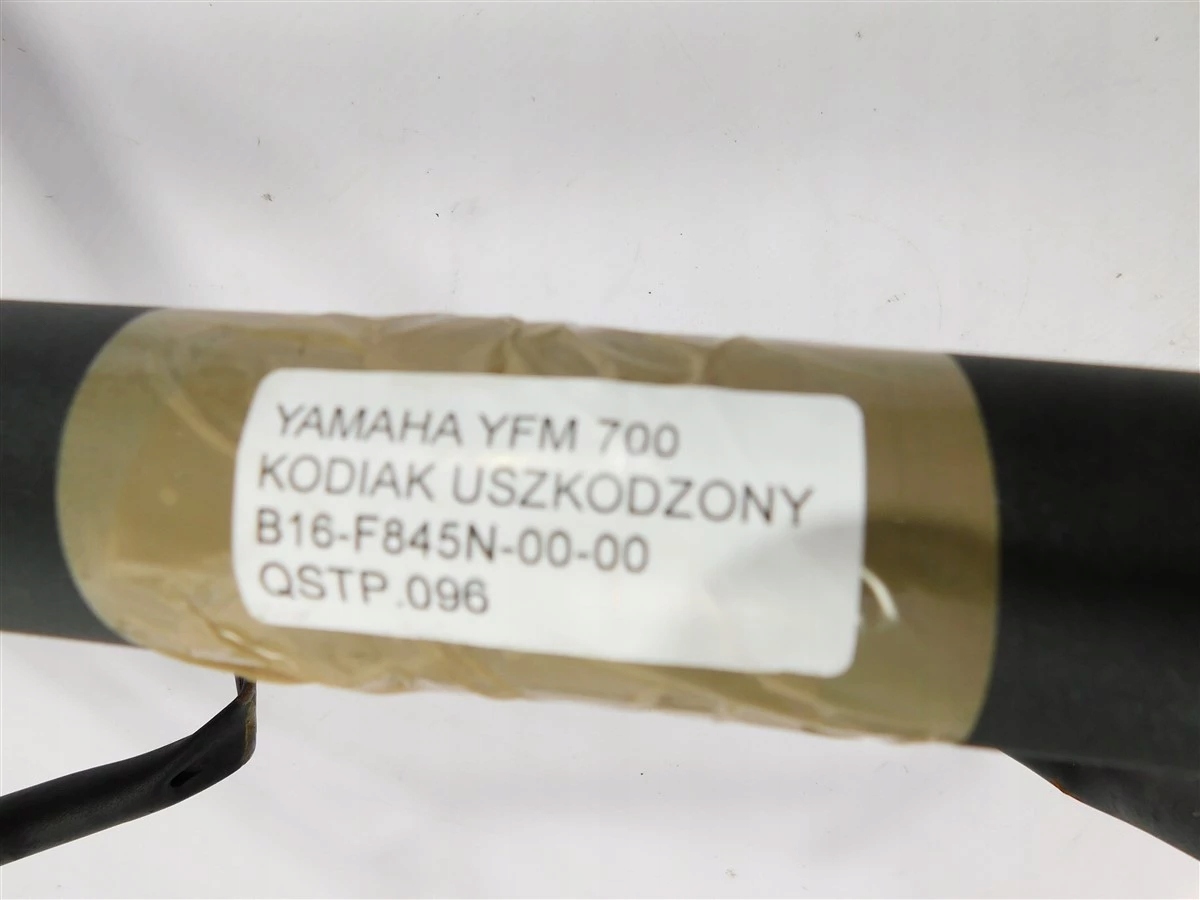 YAMAHA YFM 700
KODIAK USZKODZONY
B16-F845N-00-00
QSTP.096